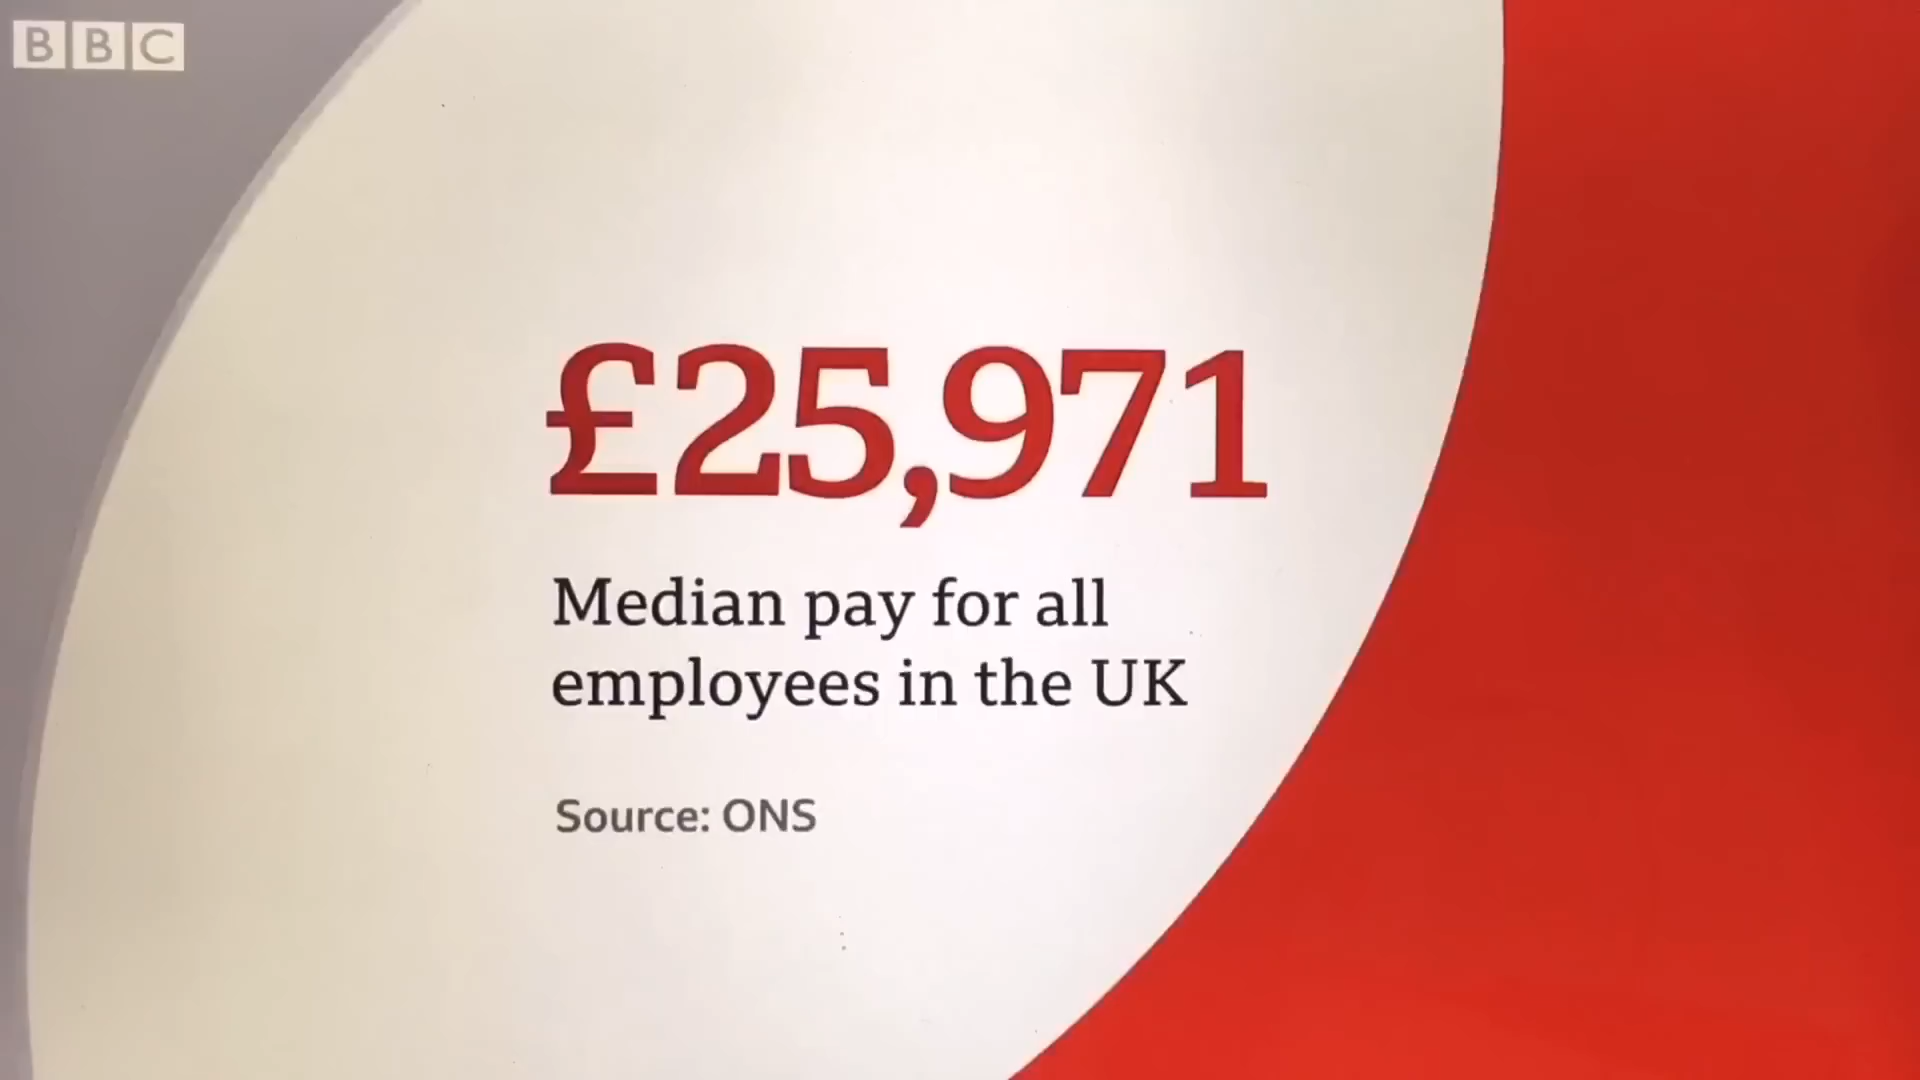 BBC
£25,971
Median pay for all
employees in the UK
Source: ONS